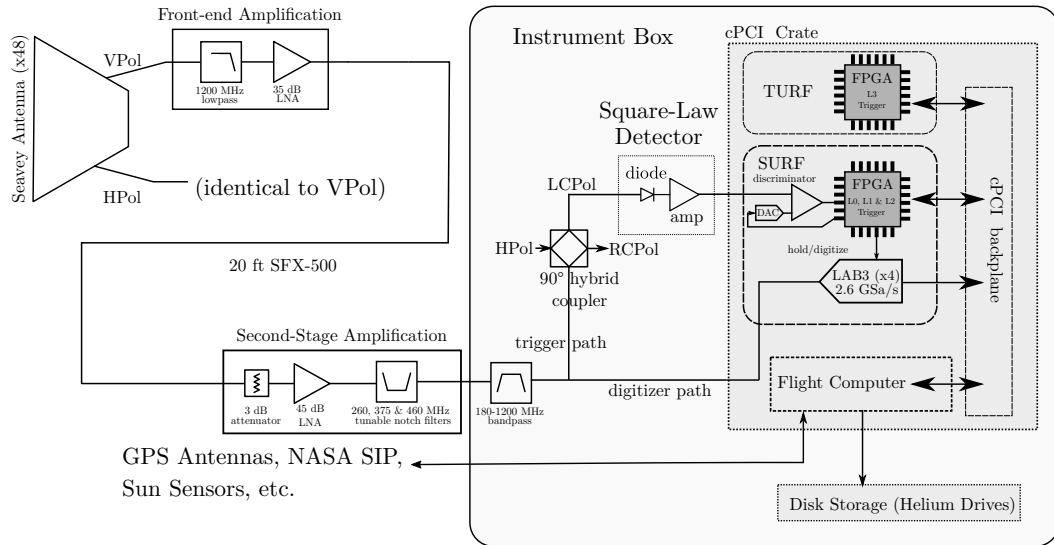 Front-end Amplification
Seavey Antenna (x48)
VPol
1200 MHz
lowpass
35 dB
LNA
HPol
(identical to VPol)
20 ft SFX-500
Second-Stage Amplification
3 dB
attenuator
45 dB
LNA
260, 375 & 460 MHz
tunable notch filters
GPS Antennas, NASA SIP,
Sun Sensors, etc.
Instrument Box
180-1200 MHz
bandpass
trigger path
digitizer path
HPol
RCPol
LCPol
90° hybrid
coupler
Square-Law
Detector
diode
amp
cPCI Crate
TURF
FPGA
L3
Trigger
SURF
discriminator
DAC
FPGA
L0, L1 & L2
Trigger
hold/digitize
LAB3 (x4)
2.6 GSa/s
cPCI backplane
Flight Computer
Disk Storage (Helium Drives)